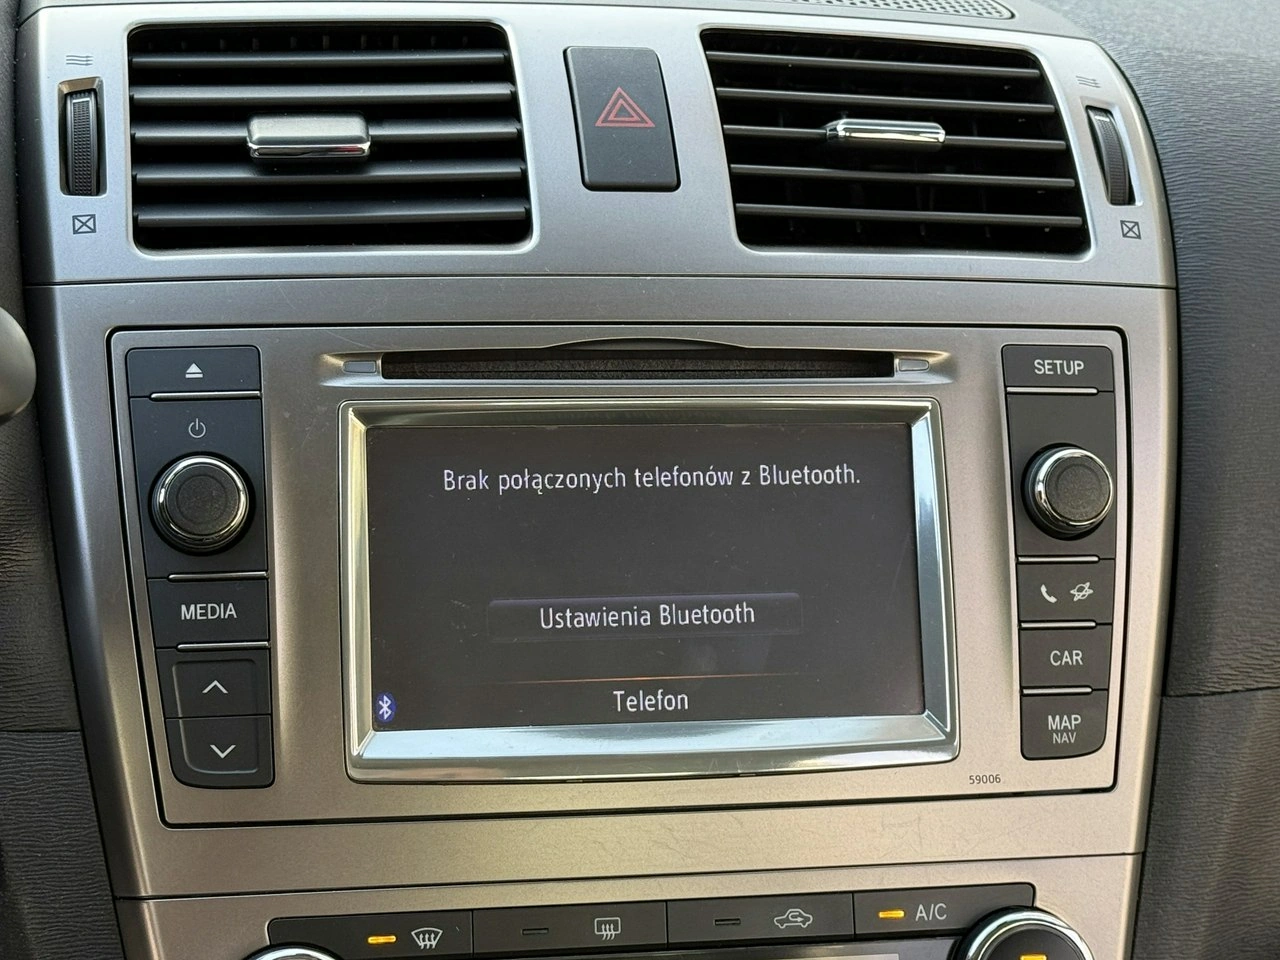 SETUP
Brak połączonych telefonów z Bluetooth.
MEDIA
Ustawienia Bluetooth
CAR
Telefon
MAP
NAV
59006
A/C